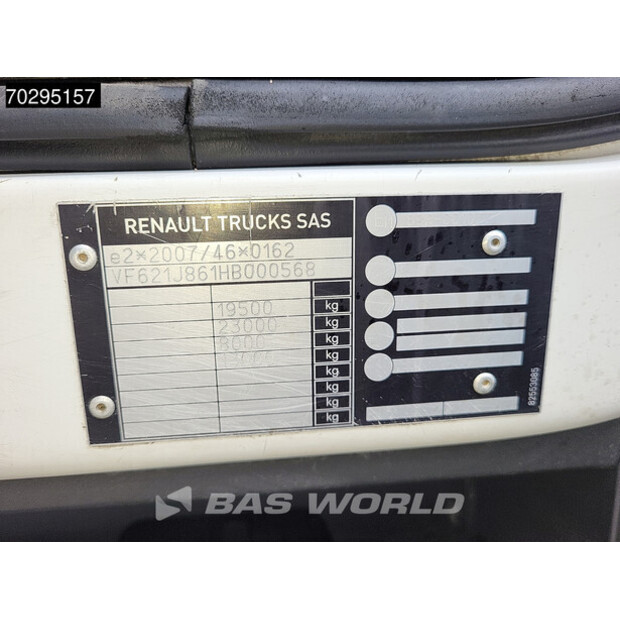 70295157
RENAULT TRUCKS SAS
e2*2007/46*0162
VF621J861HB000568
19500 kg
23000 kg
8000 kg
kg
kg
kg
kg
82553085
BAS WORLD